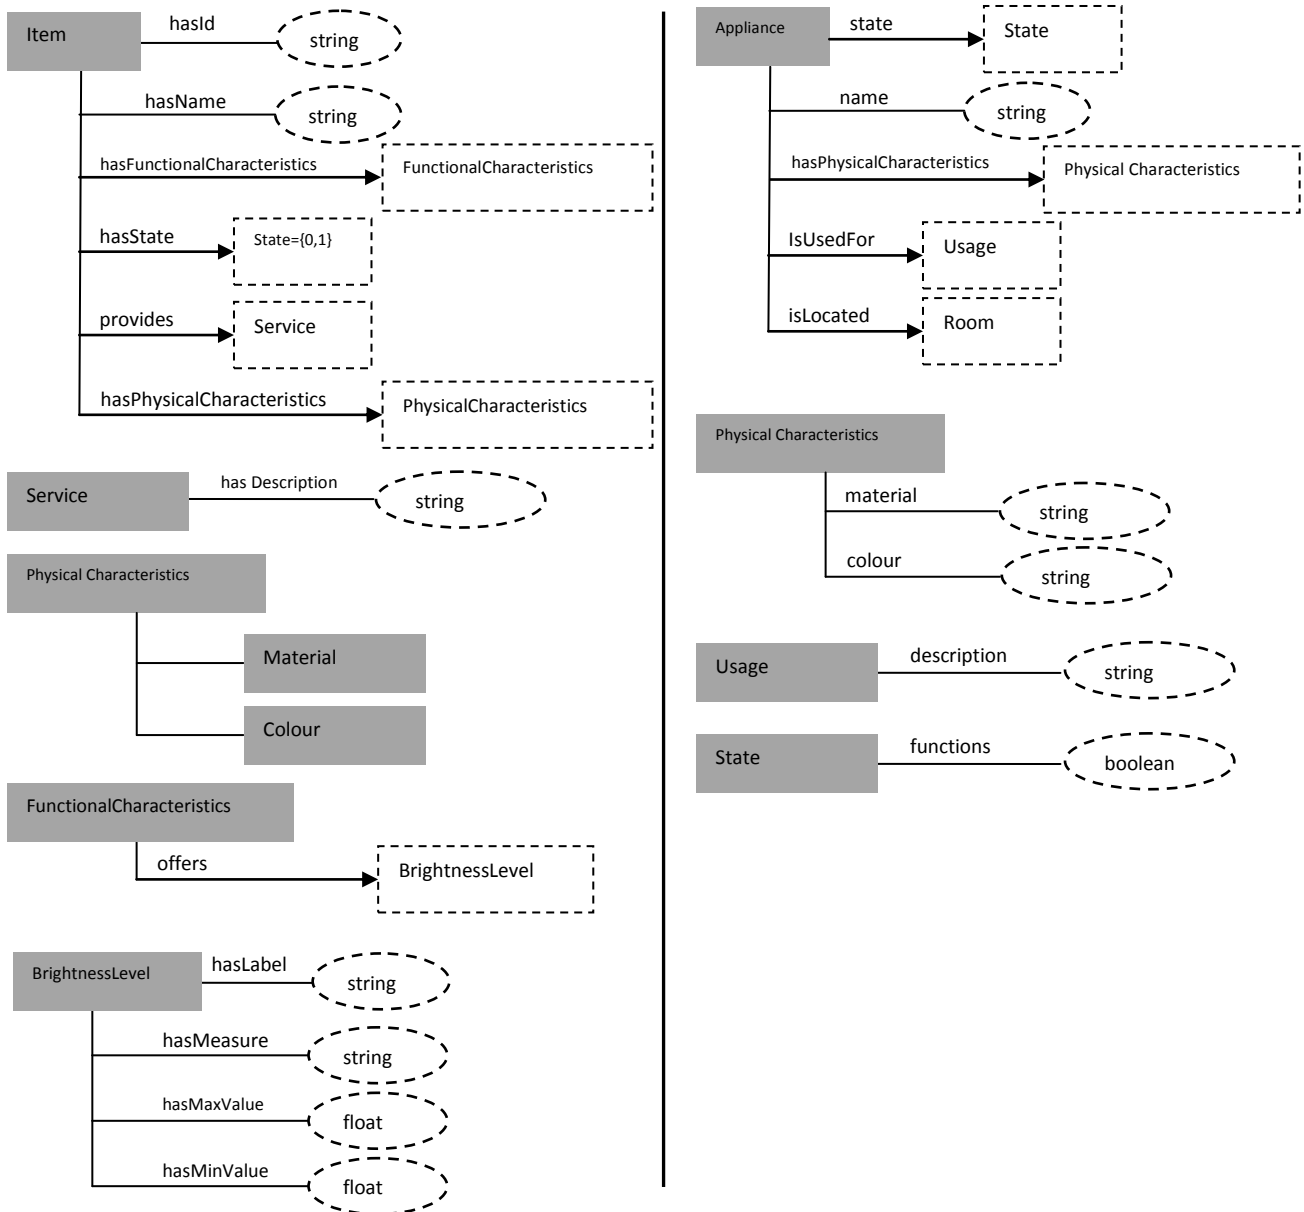 Item
hasId
string
hasName
string
hasFunctionalCharacteristics
FunctionalCharacteristics
hasState
State={0,1}
provides
Service
hasPhysicalCharacteristics
PhysicalCharacteristics
Service
has Description
string
Physical Characteristics
Material
Colour
FunctionalCharacteristics
offers
BrightnessLevel
BrightnessLevel
hasLabel
string
hasMeasure
string
hasMaxValue
float
hasMinValue
float
Appliance
state
State
name
string
hasPhysicalCharacteristics
Physical Characteristics
IsUsedFor
Usage
isLocated
Room
Physical Characteristics
material
string
colour
string
Usage
description
string
State
functions
boolean